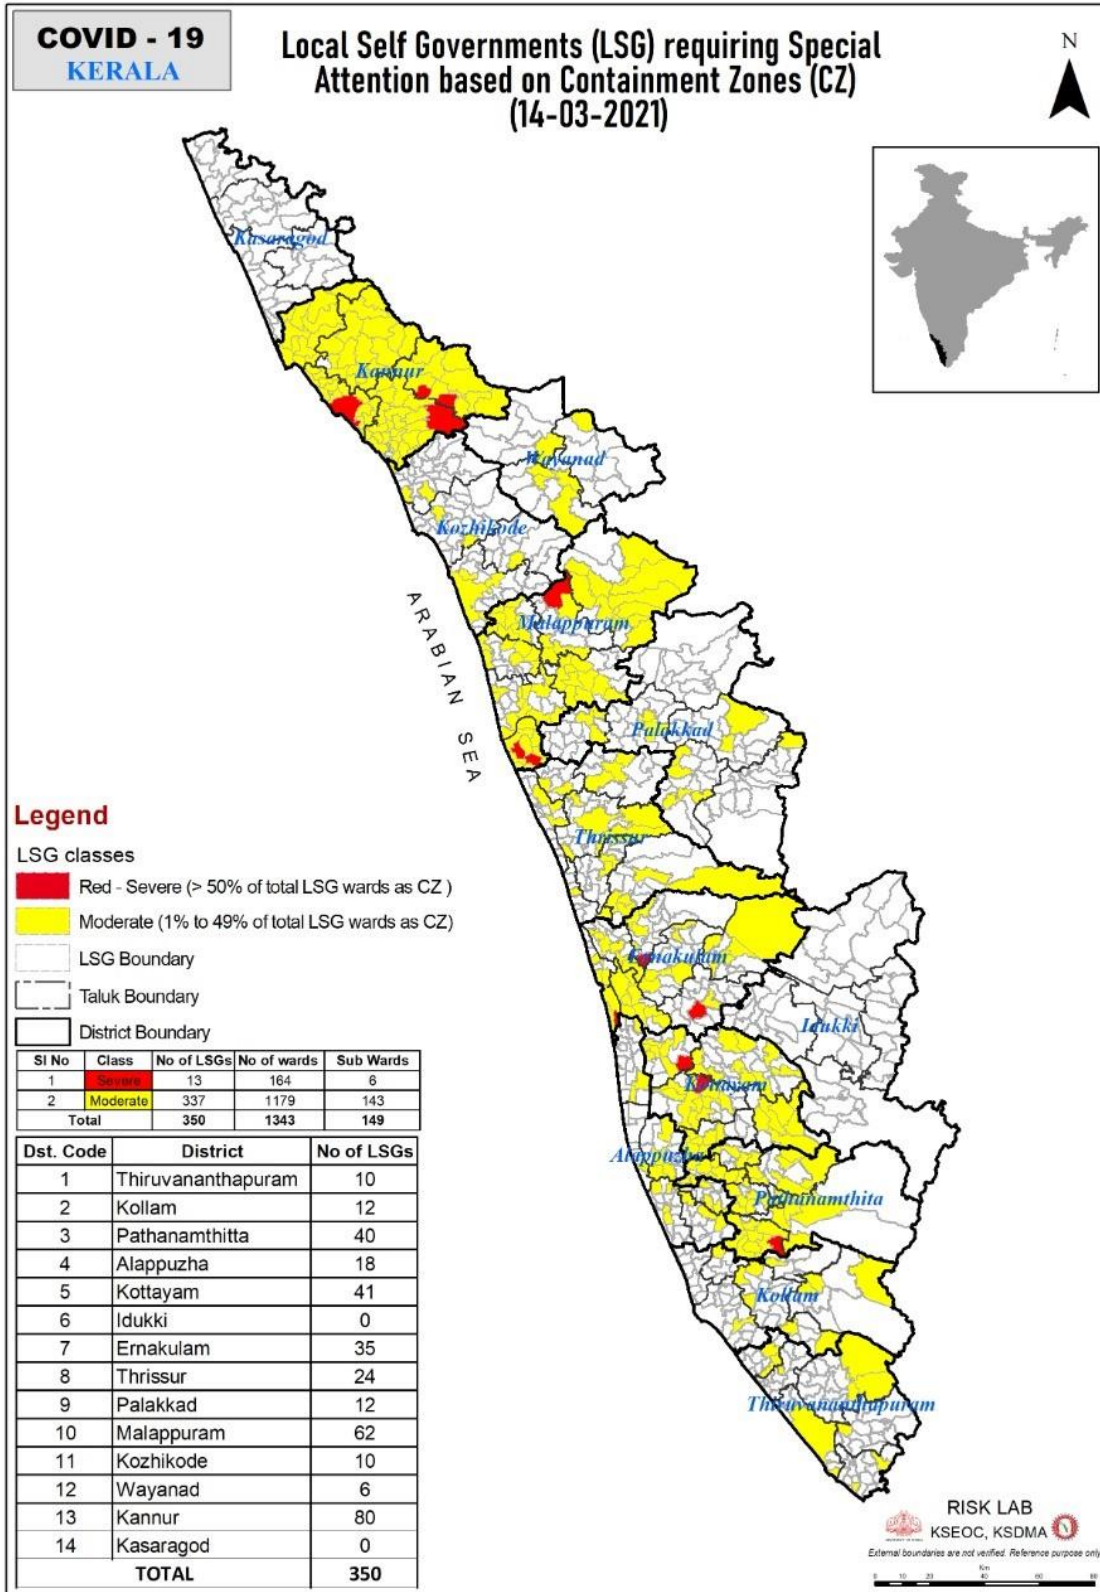 COVID - 19
KERALA
Local Self Governments (LSG) requiring Special
Attention based on Containment Zones (CZ)
(14-03-2021)
N
Kasaragod
Kannur
Wayanad
Kozhikode
Malappuram
ARABIAN SEA
Palakkad
Thrissur
Ernakulam
Idukki
Kottayam
Alappuzha
Pathanamthita
Kollam
Thiruvananthapuram
Legend
LSG classes
Red - Severe (> 50% of total LSG wards as CZ )
Moderate (1% to 49% of total LSG wards as CZ)
LSG Boundary
Taluk Boundary
District Boundary
Sl No Class No of LSGs No of wards Sub Wards
1 Severe 13 164 6
2 Moderate 337 1179 143
Total 350 1343 149
Dst. Code District No of LSGs
1 Thiruvananthapuram 10
2 Kollam 12
3 Pathanamthitta 40
4 Alappuzha 18
5 Kottayam 41
6 Idukki 0
7 Ernakulam 35
8 Thrissur 24
9 Palakkad 12
10 Malappuram 62
11 Kozhikode 10
12 Wayanad 6
13 Kannur 80
14 Kasaragod 0
TOTAL 350
RISK LAB
KSEOC, KSDMA
External boundaries are not verified. Reference purpose only
Km
0 10 20 40 60 80